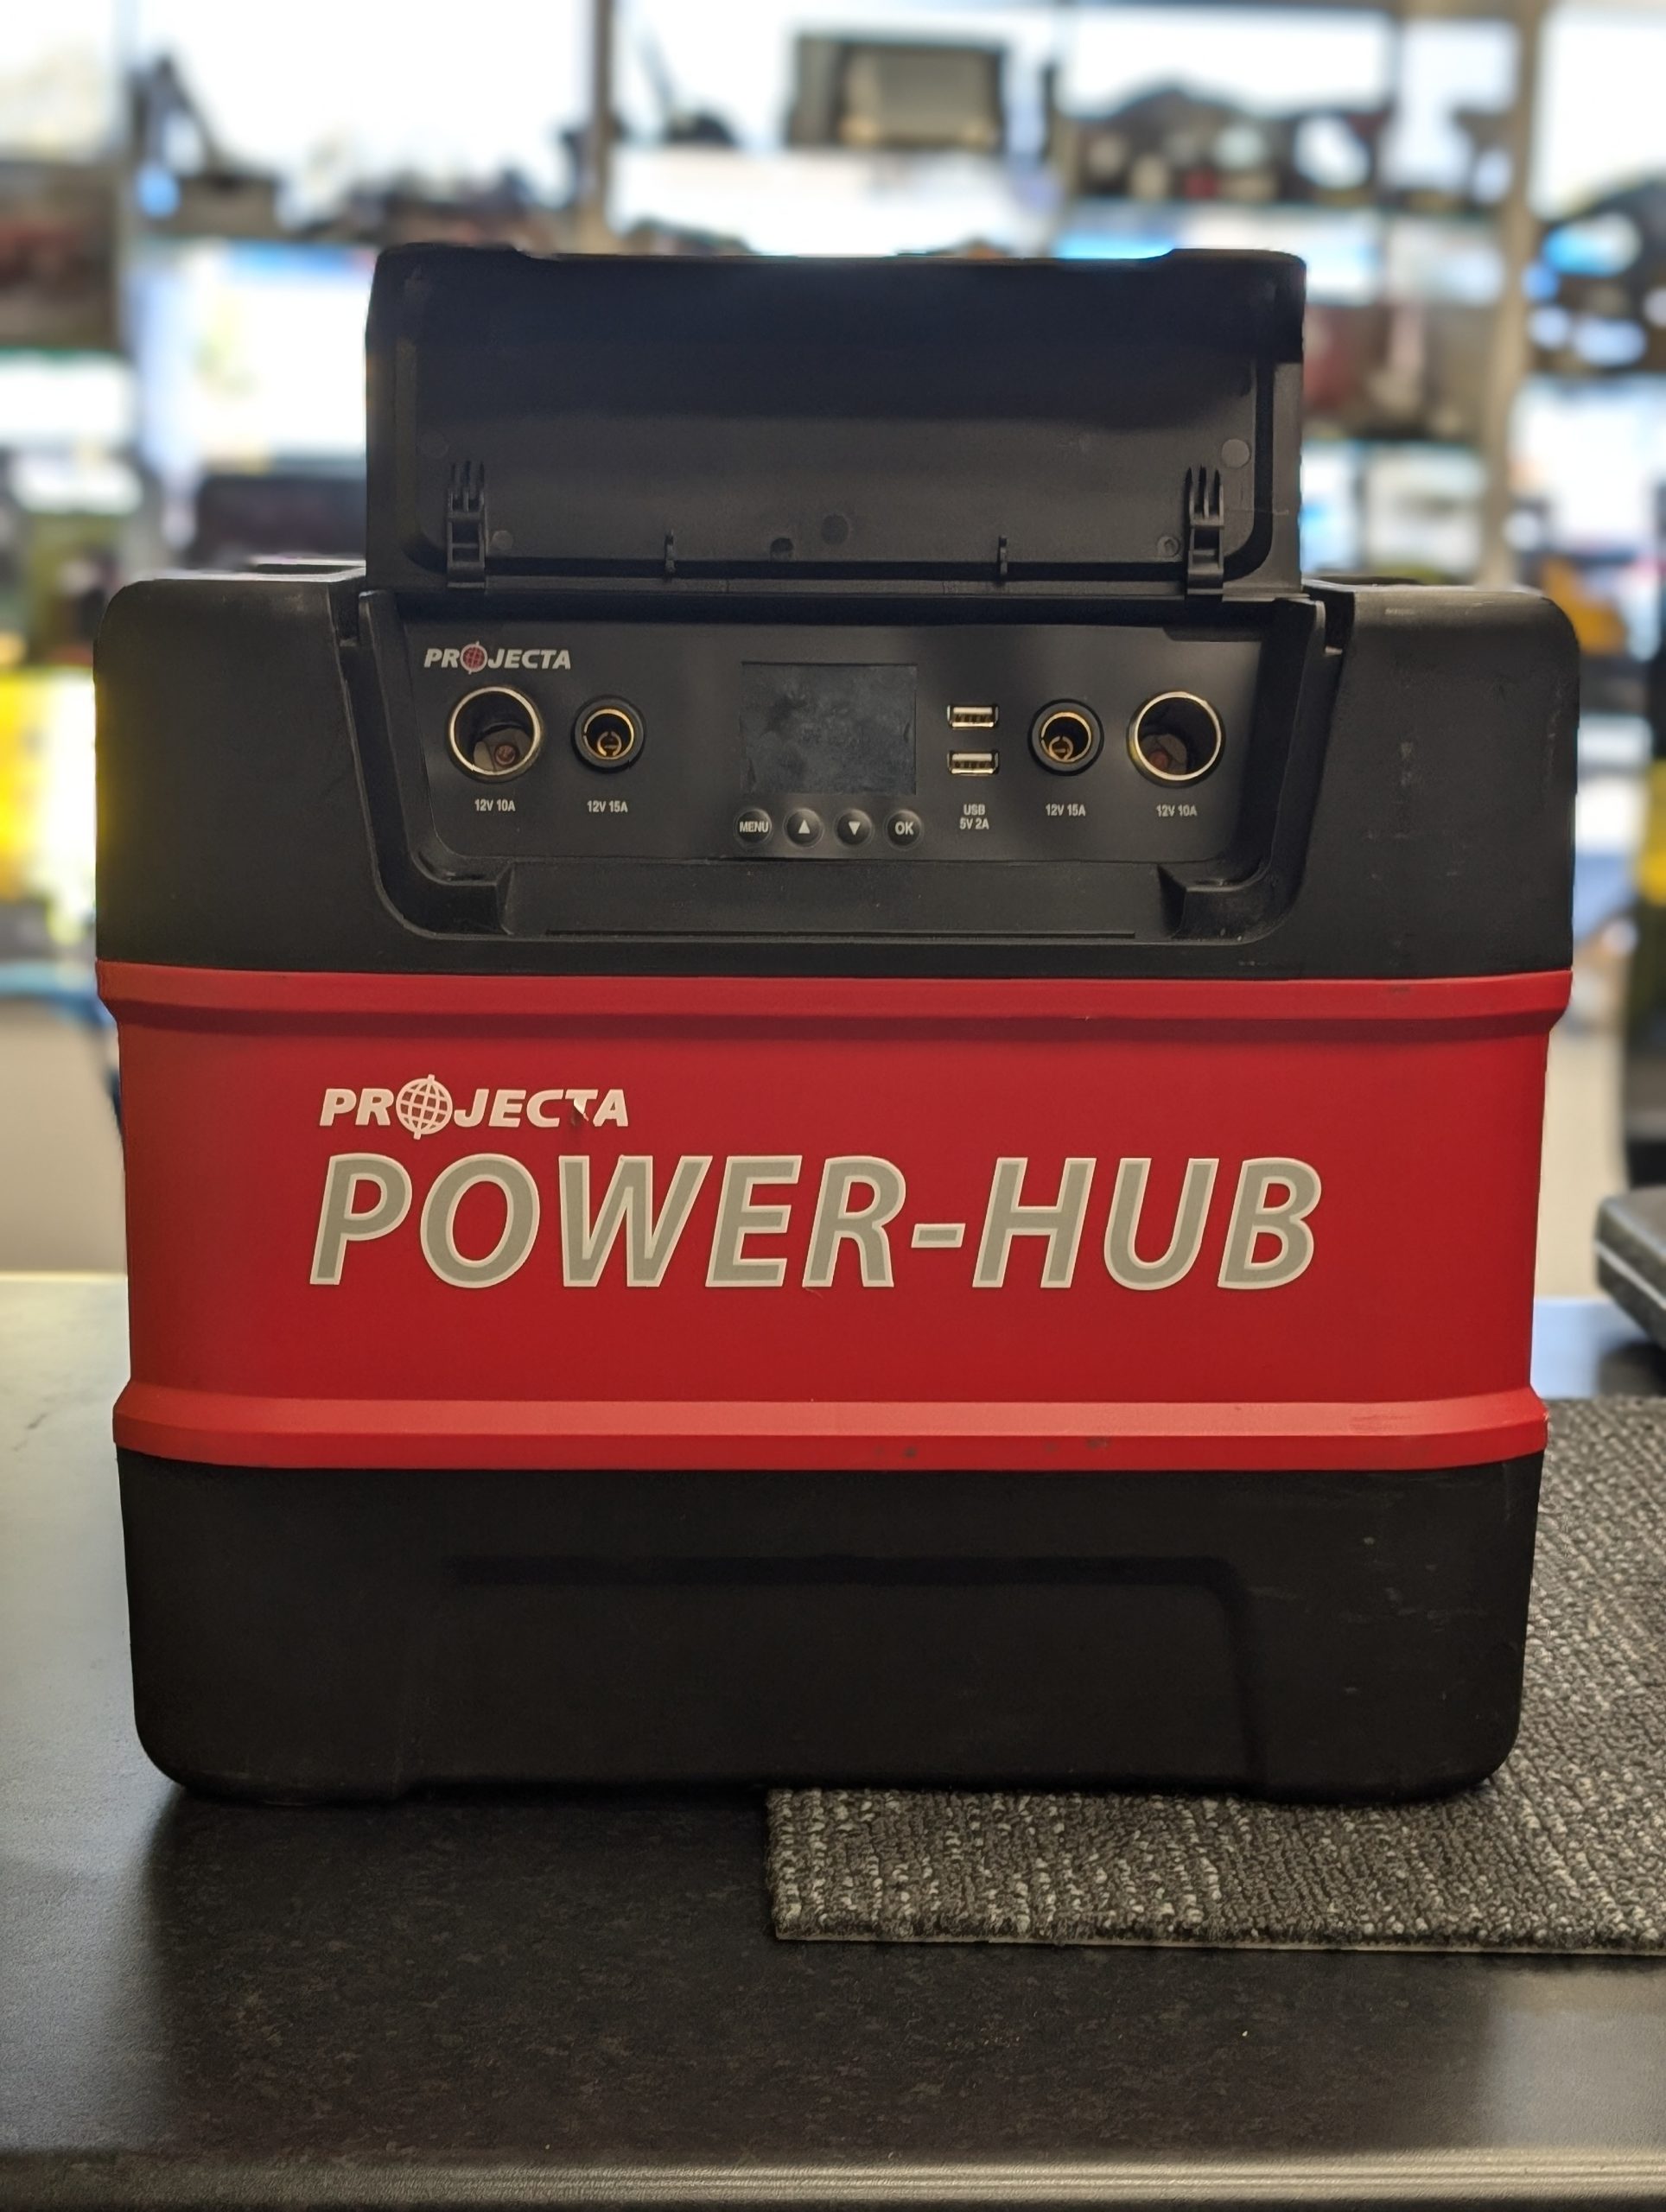 PROJECTA
12V 10A
12V 15A
MENU
OK
USB
5V 2A
12V 15A
12V 10A
PROJECTA
POWER-HUB